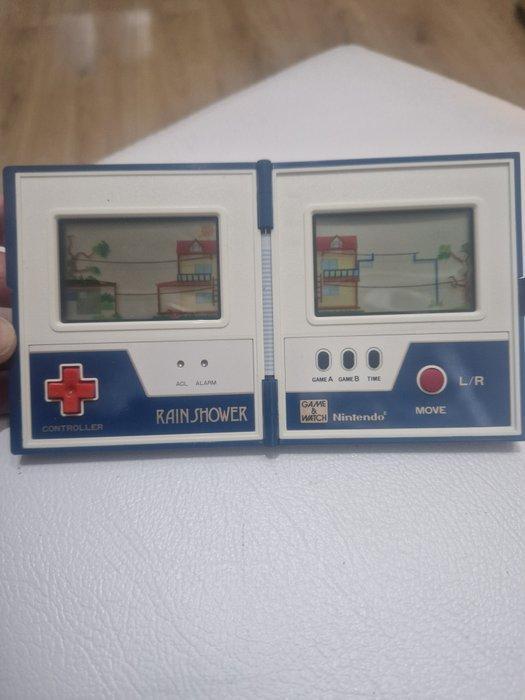 ACL ALARM
RAIN SHOWER
CONTROLLER
GAME A GAME B TIME
L/R
MOVE
GAME
&
WATCH
Nintendo